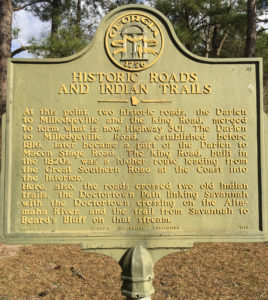 GEORGIA
1776
HISTORIC ROADS
AND INDIAN TRAILS
At this point, two historic roads, the Darien
to Milledgeville and the King Road, merged
to form what is now Highway 301. The Darien
to Milledgeville Road, established before
1816, later became a part of the Darien to
Macon Stage Road. The King Road, built in
the 1820s, was a higher route leading from
the Great Southern Road at the Coast into
the Interior.
Here, also, the roads crossed two old Indian
trails, the Doctortown Path linking Savannah
with the Doctortown crossing on the Alta-
maha River, and the trail from Savannah to
Beard's Bluff on that stream.